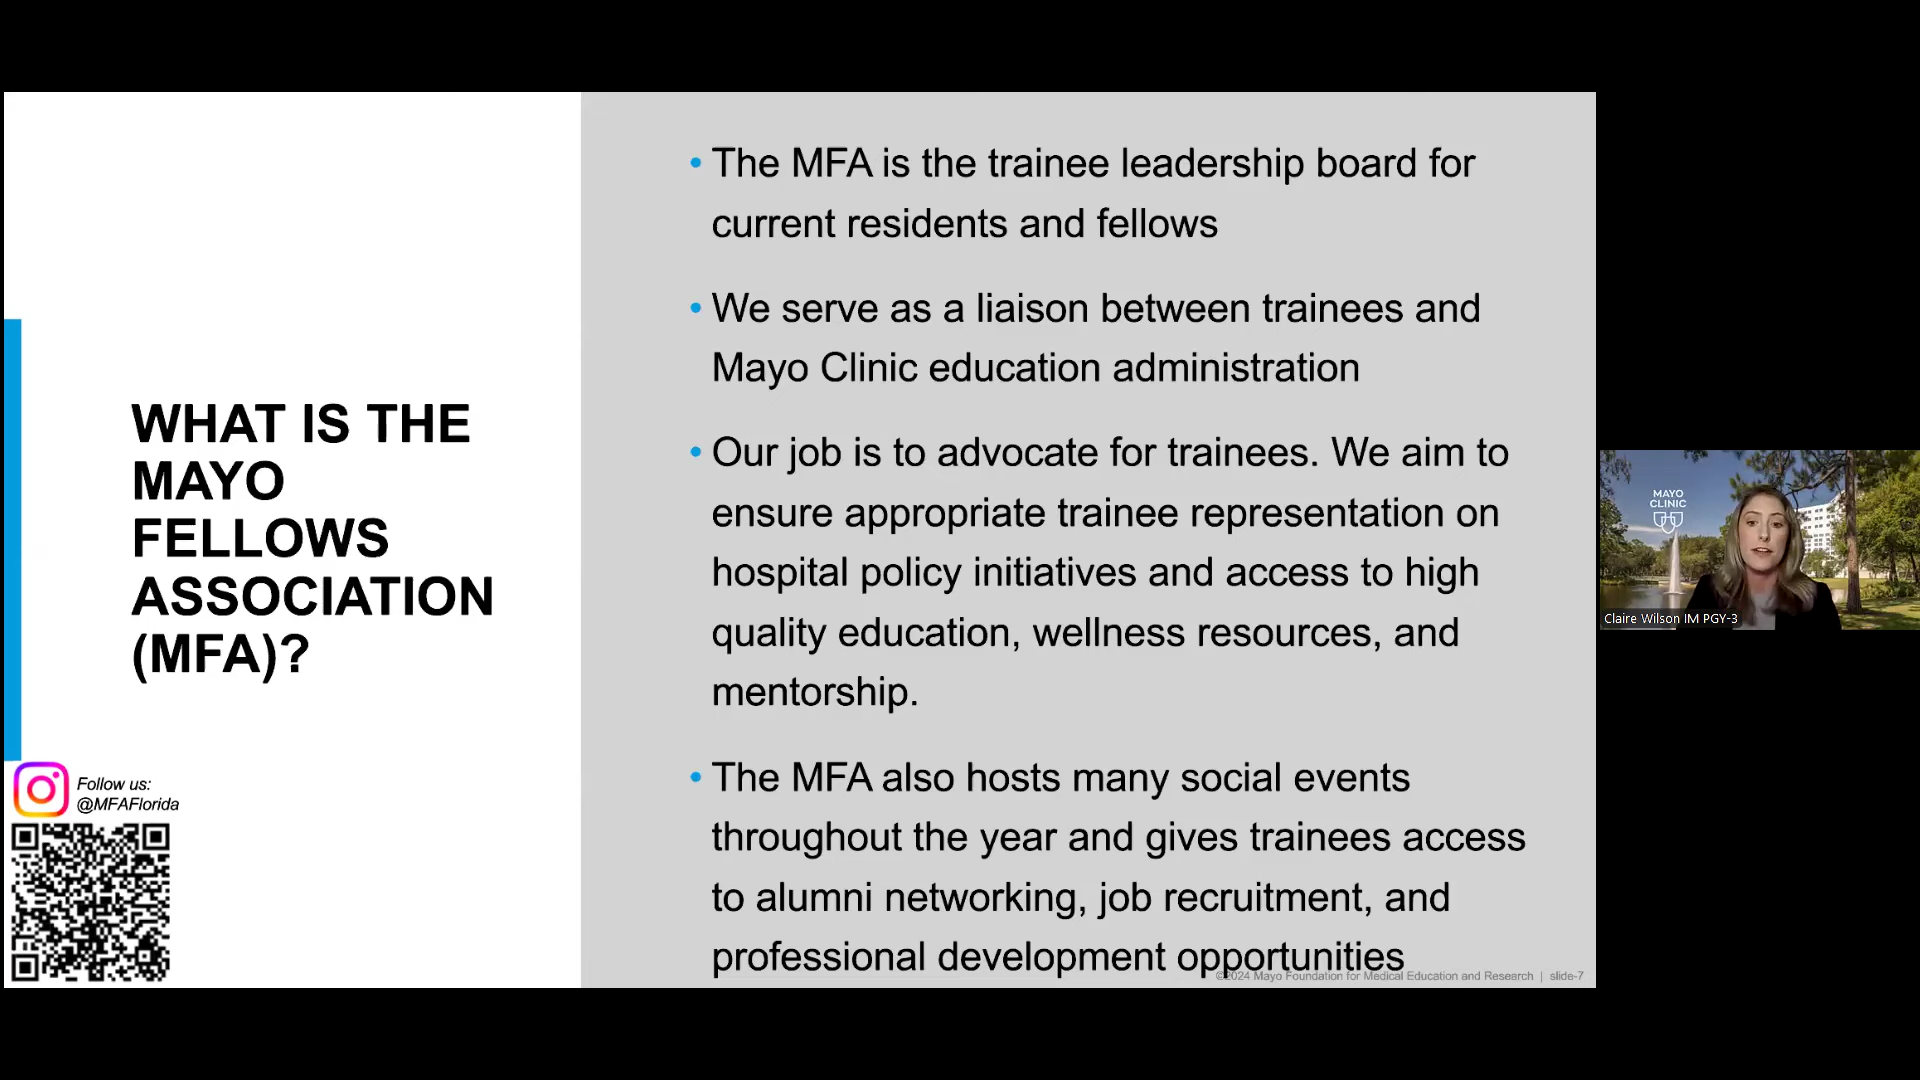 WHAT IS THE
MAYO
FELLOWS
ASSOCIATION
(MFA)?
Follow us:
@MFAFlorida
• The MFA is the trainee leadership board for
current residents and fellows
• We serve as a liaison between trainees and
Mayo Clinic education administration
• Our job is to advocate for trainees. We aim to
ensure appropriate trainee representation on
hospital policy initiatives and access to high
quality education, wellness resources, and
mentorship.
• The MFA also hosts many social events
throughout the year and gives trainees access
to alumni networking, job recruitment, and
professional development opportunities
©2024 Mayo Foundation for Medical Education and Research | slide-7
MAYO
CLINIC
Claire Wilson IM PGY-3